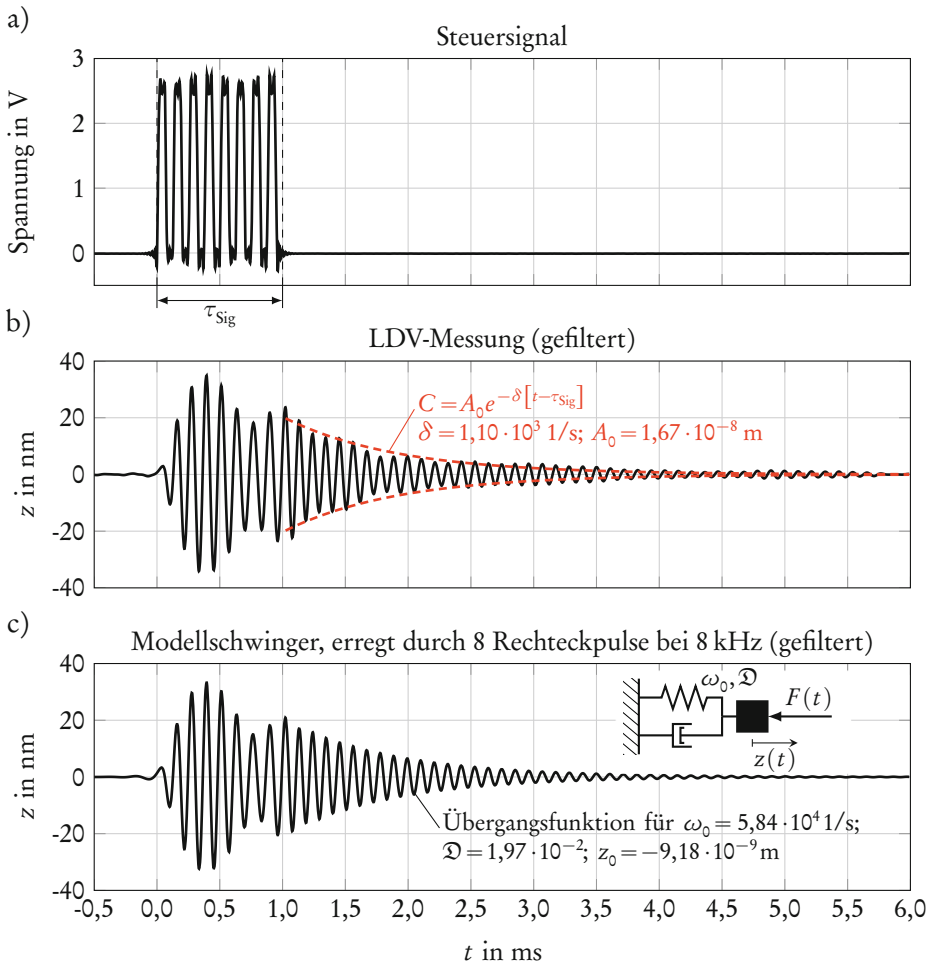 a)
Steuersignal
Spannung in V
3
2
1
0
τSig
b)
LDV-Messung (gefiltert)
z in nm
40
20
0
-20
-40
C = A₀e^−δ[t−τSig]
δ = 1,10 · 10³ 1/s; A₀ = 1,67 · 10⁻⁸ m
c)
Modellschwinger, erregt durch 8 Rechteckpulse bei 8 kHz (gefiltert)
z in nm
40
20
0
-20
-40
ω₀, 𝔇
F(t)
z(t)
Übergangsfunktion für ω₀ = 5,84 · 10⁴ 1/s;
𝔇 = 1,97 · 10⁻²; z₀ = −9,18 · 10⁻⁹ m
-0,5 0,0 0,5 1,0 1,5 2,0 2,5 3,0 3,5 4,0 4,5 5,0 5,5 6,0
t in ms